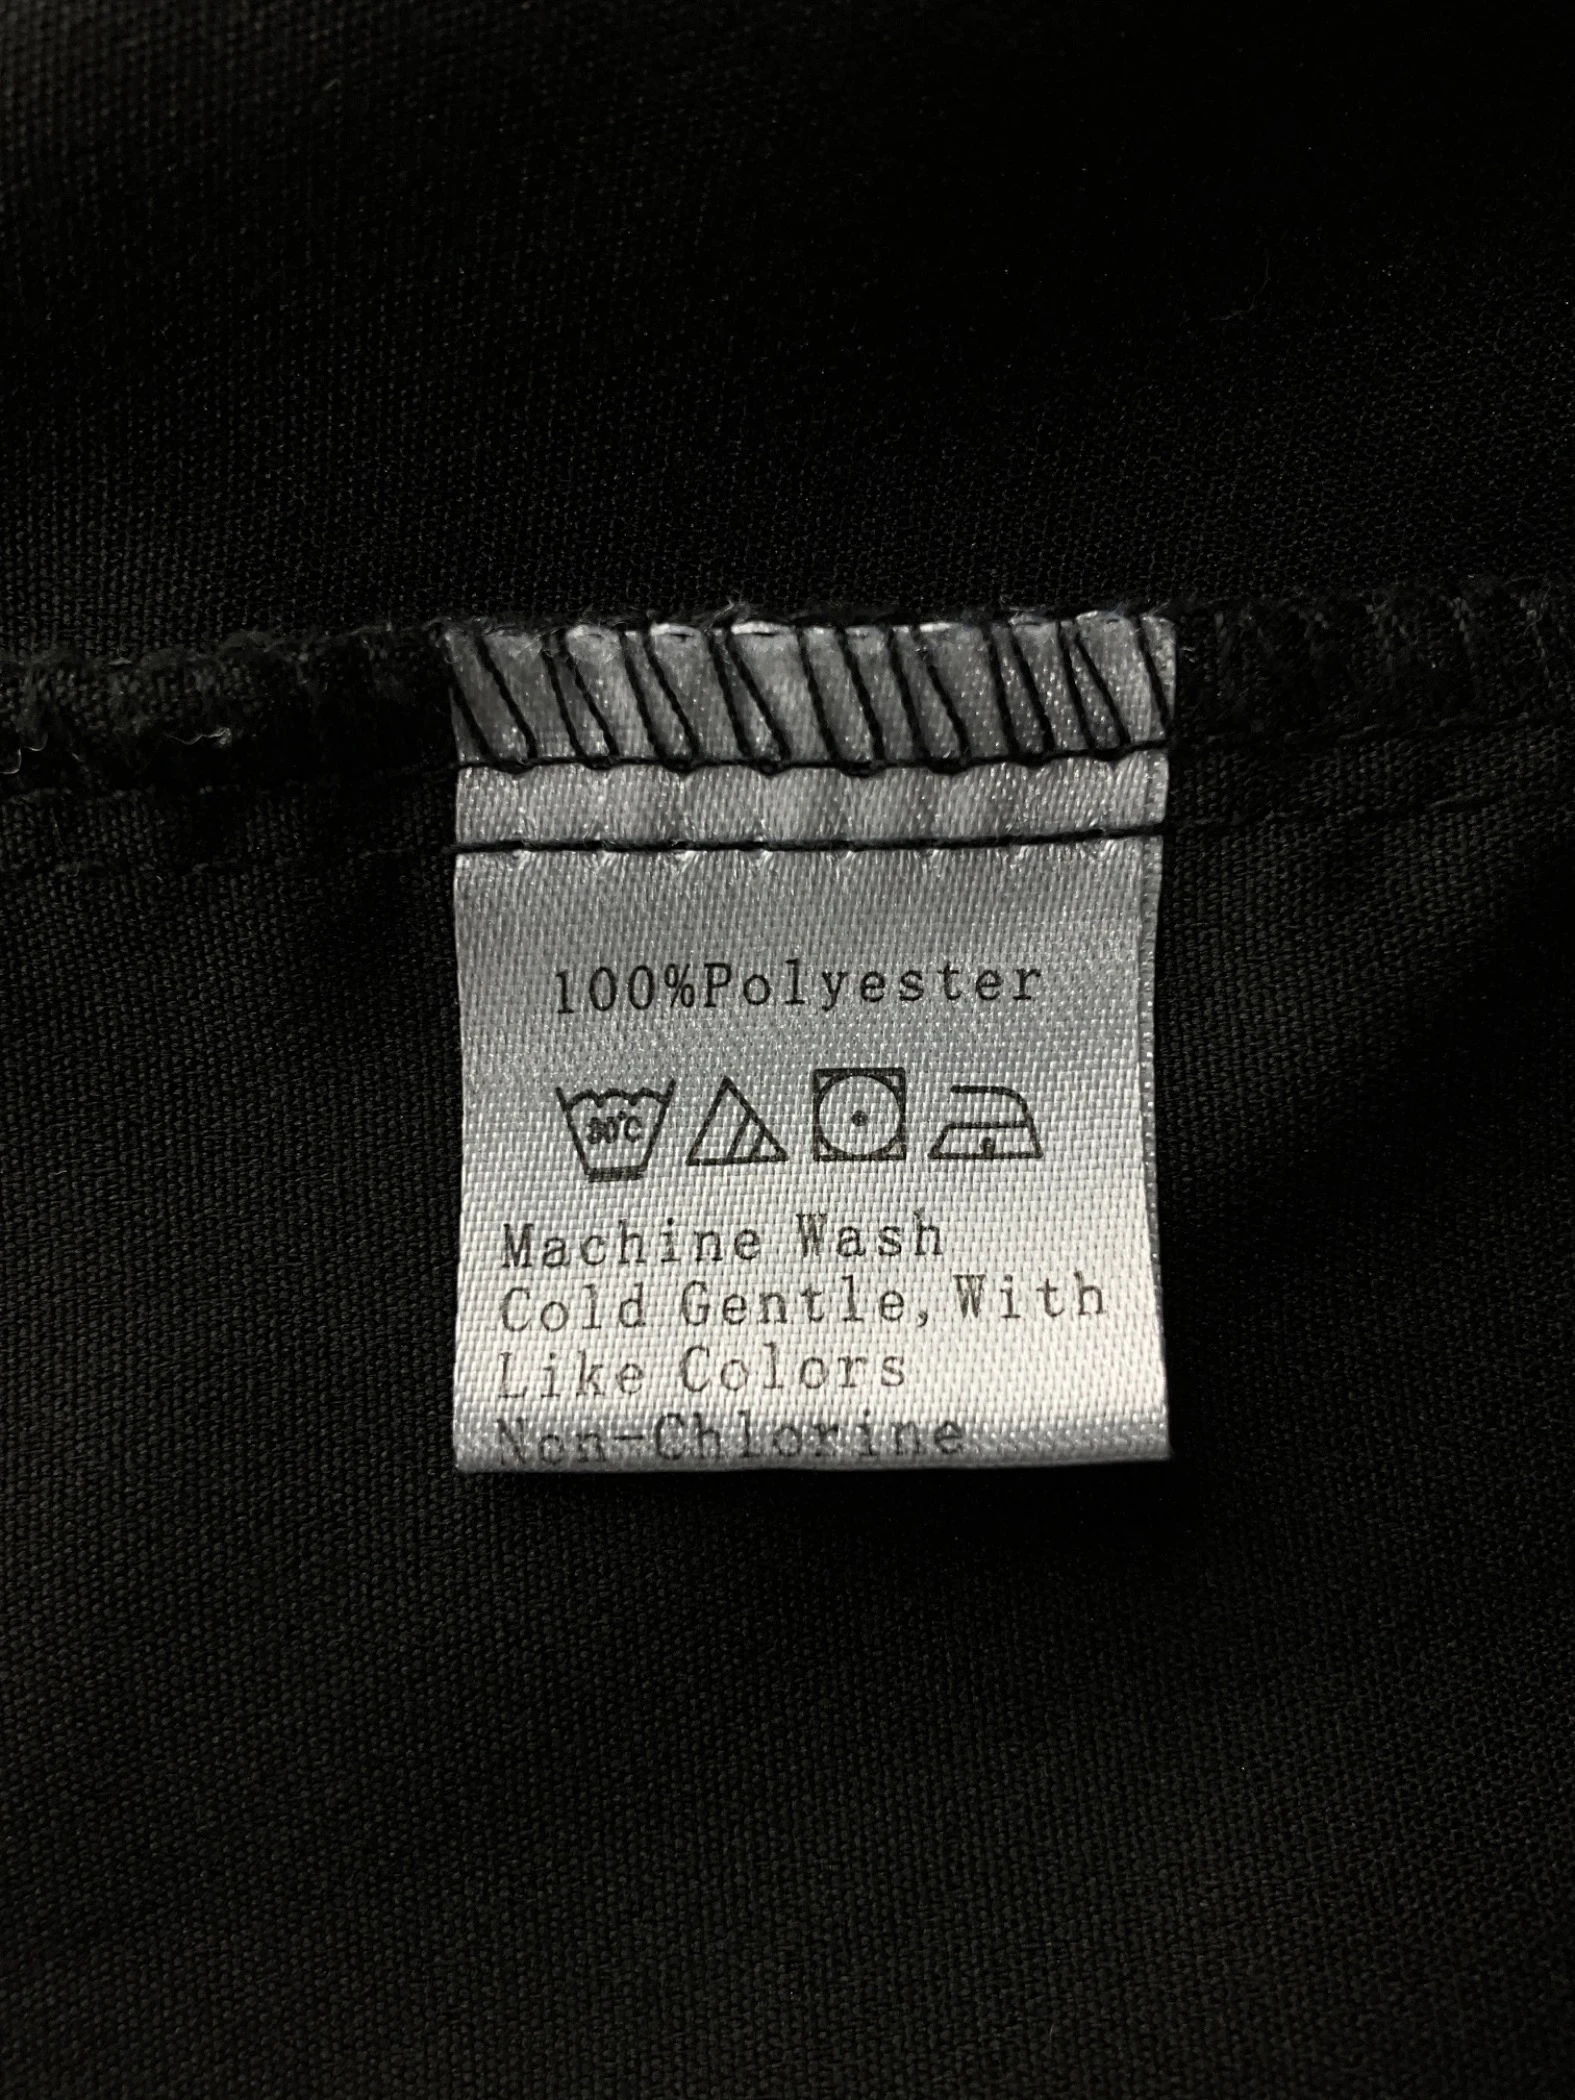 100%Polyester
30°C
Machine Wash
Cold Gentle, With
Like Colors
Non-Chlorine